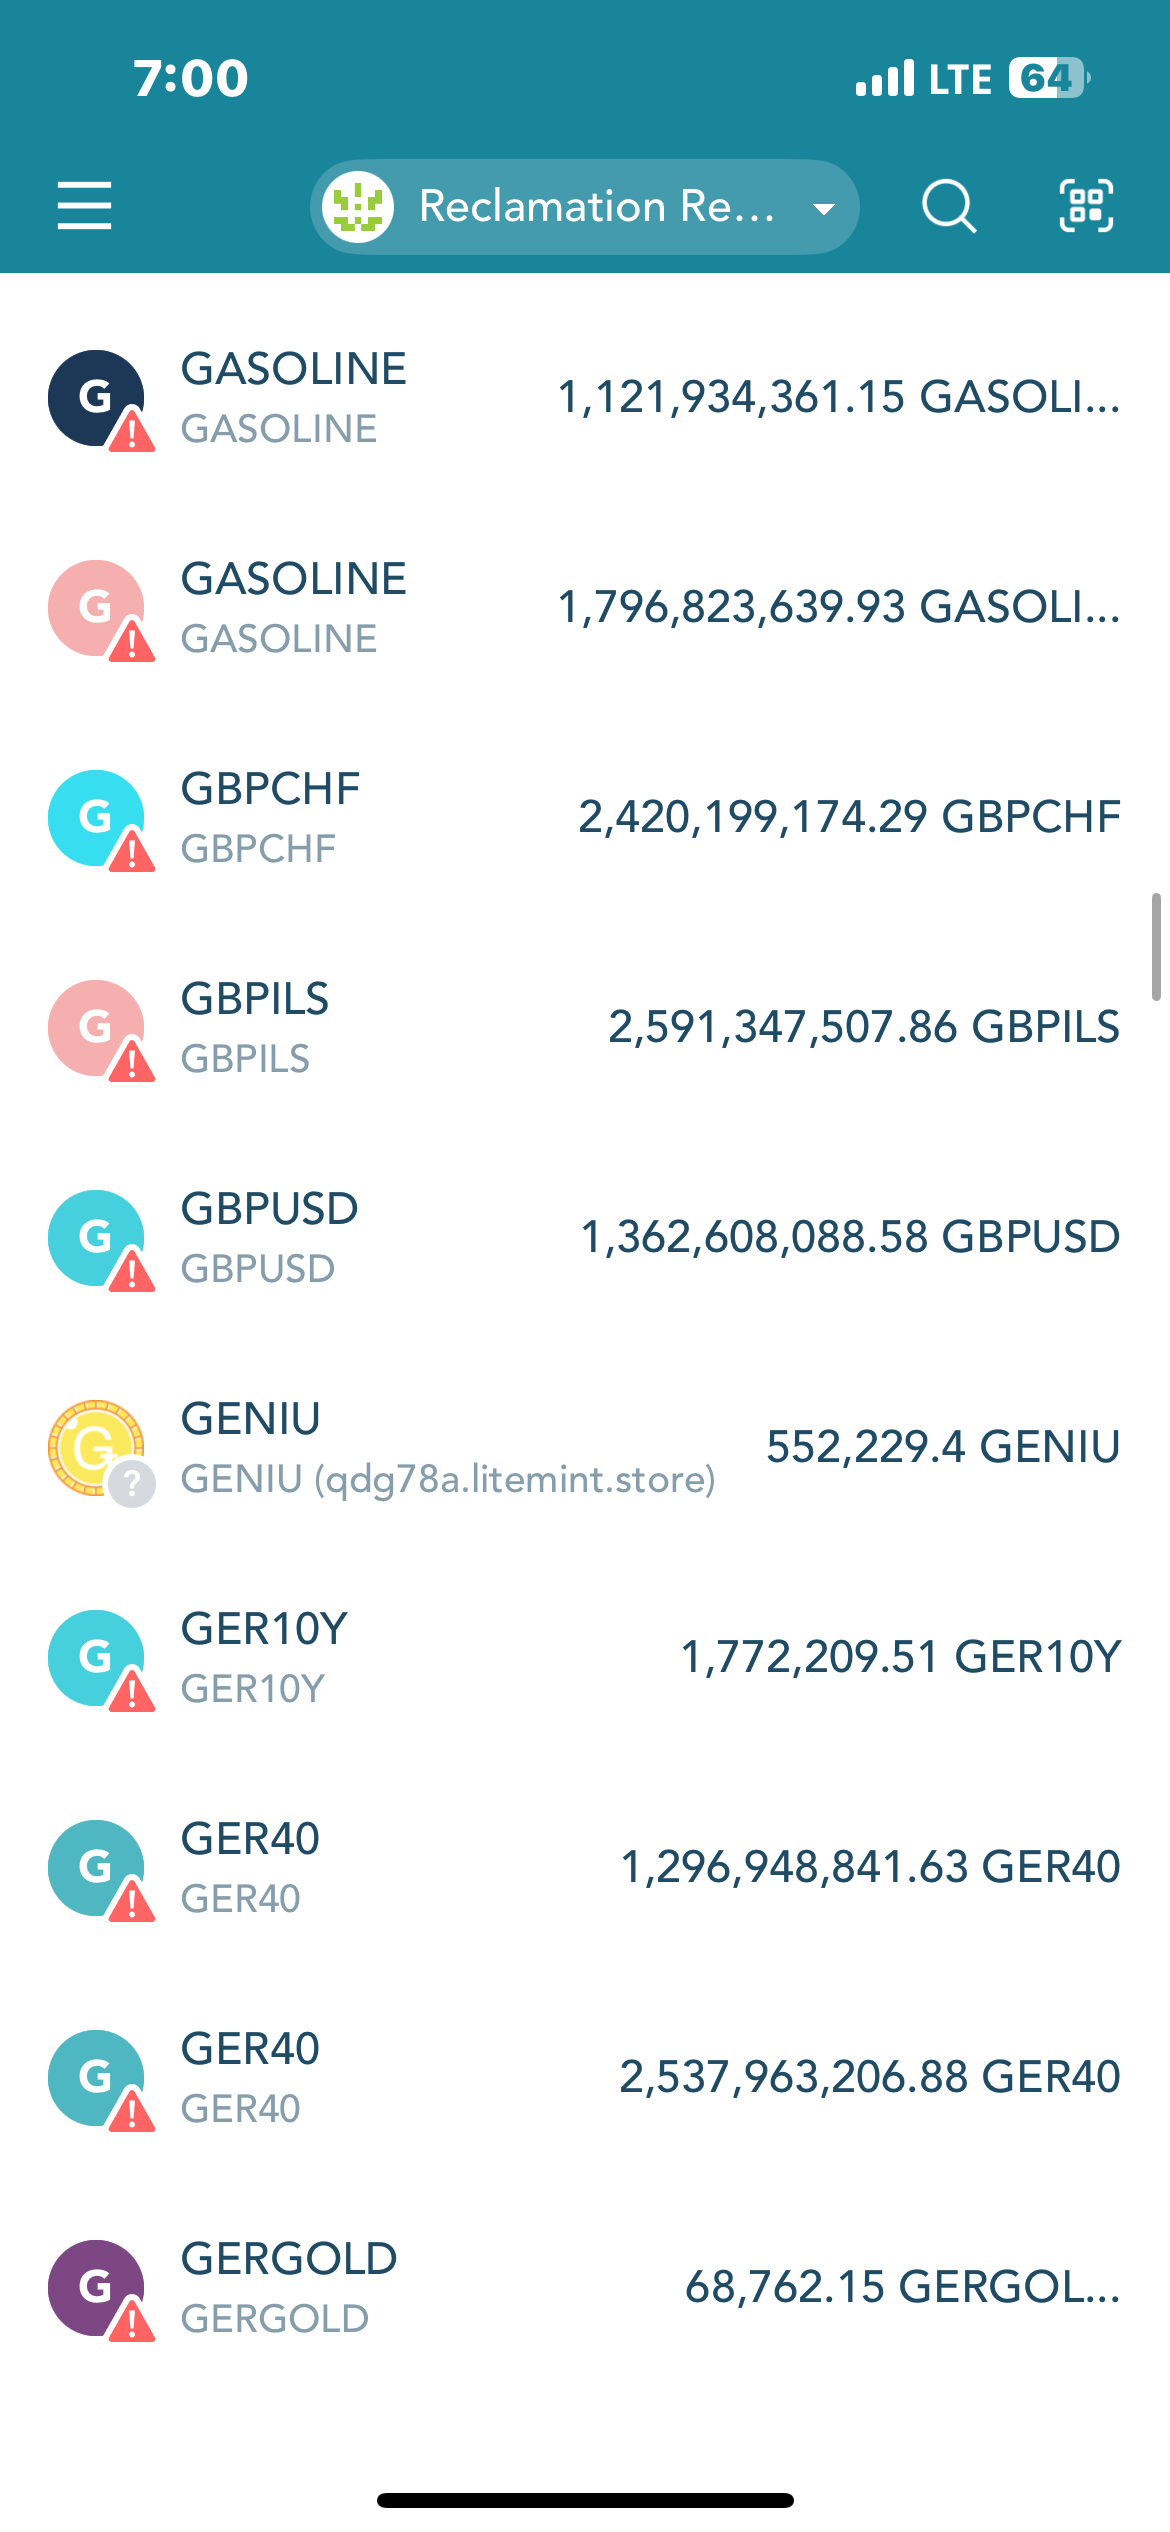 7:00
LTE 64
Reclamation Re...
G
GASOLINE
GASOLINE
1,121,934,361.15 GASOLI...
G
GASOLINE
GASOLINE
1,796,823,639.93 GASOLI...
G
GBPCHF
GBPCHF
2,420,199,174.29 GBPCHF
G
GBPILS
GBPILS
2,591,347,507.86 GBPILS
G
GBPUSD
GBPUSD
1,362,608,088.58 GBPUSD
G
?
GENIU
GENIU (qdg78a.litemint.store)
552,229.4 GENIU
G
GER10Y
GER10Y
1,772,209.51 GER10Y
G
GER40
GER40
1,296,948,841.63 GER40
G
GER40
GER40
2,537,963,206.88 GER40
G
GERGOLD
GERGOLD
68,762.15 GERGOL...